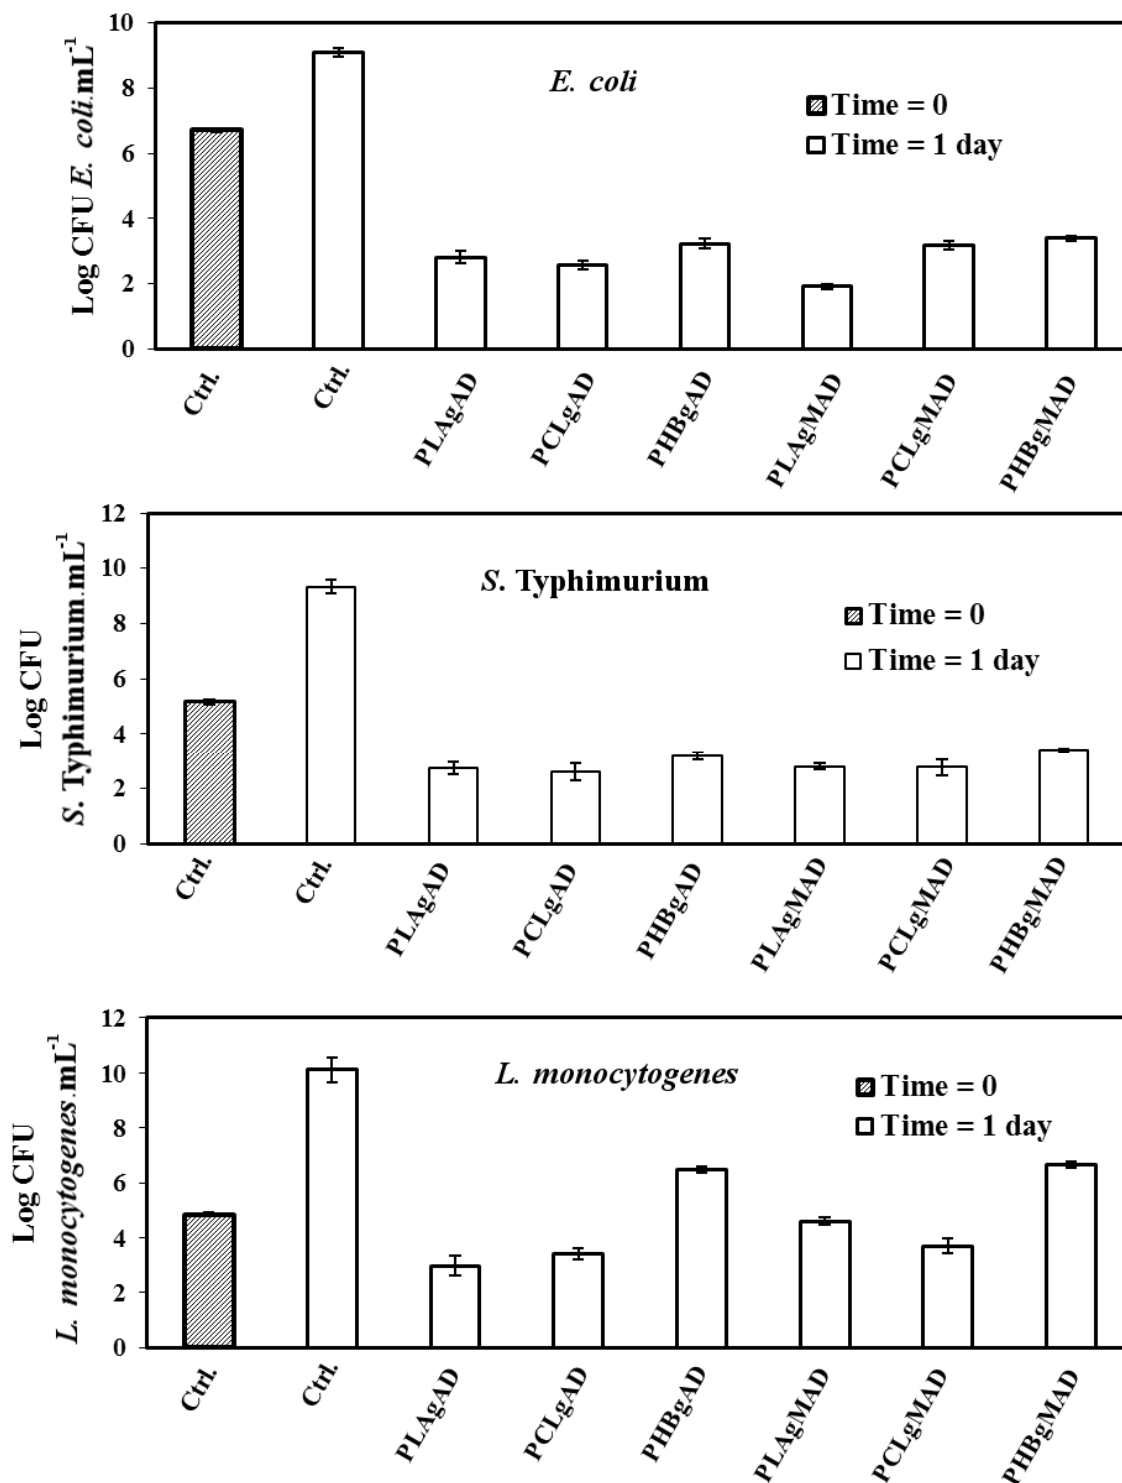 Log CFU E. coli.mL-1
10
8
6
4
2
0
E. coli
Time = 0
Time = 1 day
Ctrl.
Ctrl.
PLAgAD
PCLgAD
PHBgAD
PLAgMAD
PCLgMAD
PHBgMAD
Log CFU
S. Typhimurium.mL-1
12
10
8
6
4
2
0
S. Typhimurium
Time = 0
Time = 1 day
Ctrl.
Ctrl.
PLAgAD
PCLgAD
PHBgAD
PLAgMAD
PCLgMAD
PHBgMAD
Log CFU
L. monocytogenes.mL-1
12
10
8
6
4
2
0
L. monocytogenes
Time = 0
Time = 1 day
Ctrl.
Ctrl.
PLAgAD
PCLgAD
PHBgAD
PLAgMAD
PCLgMAD
PHBgMAD